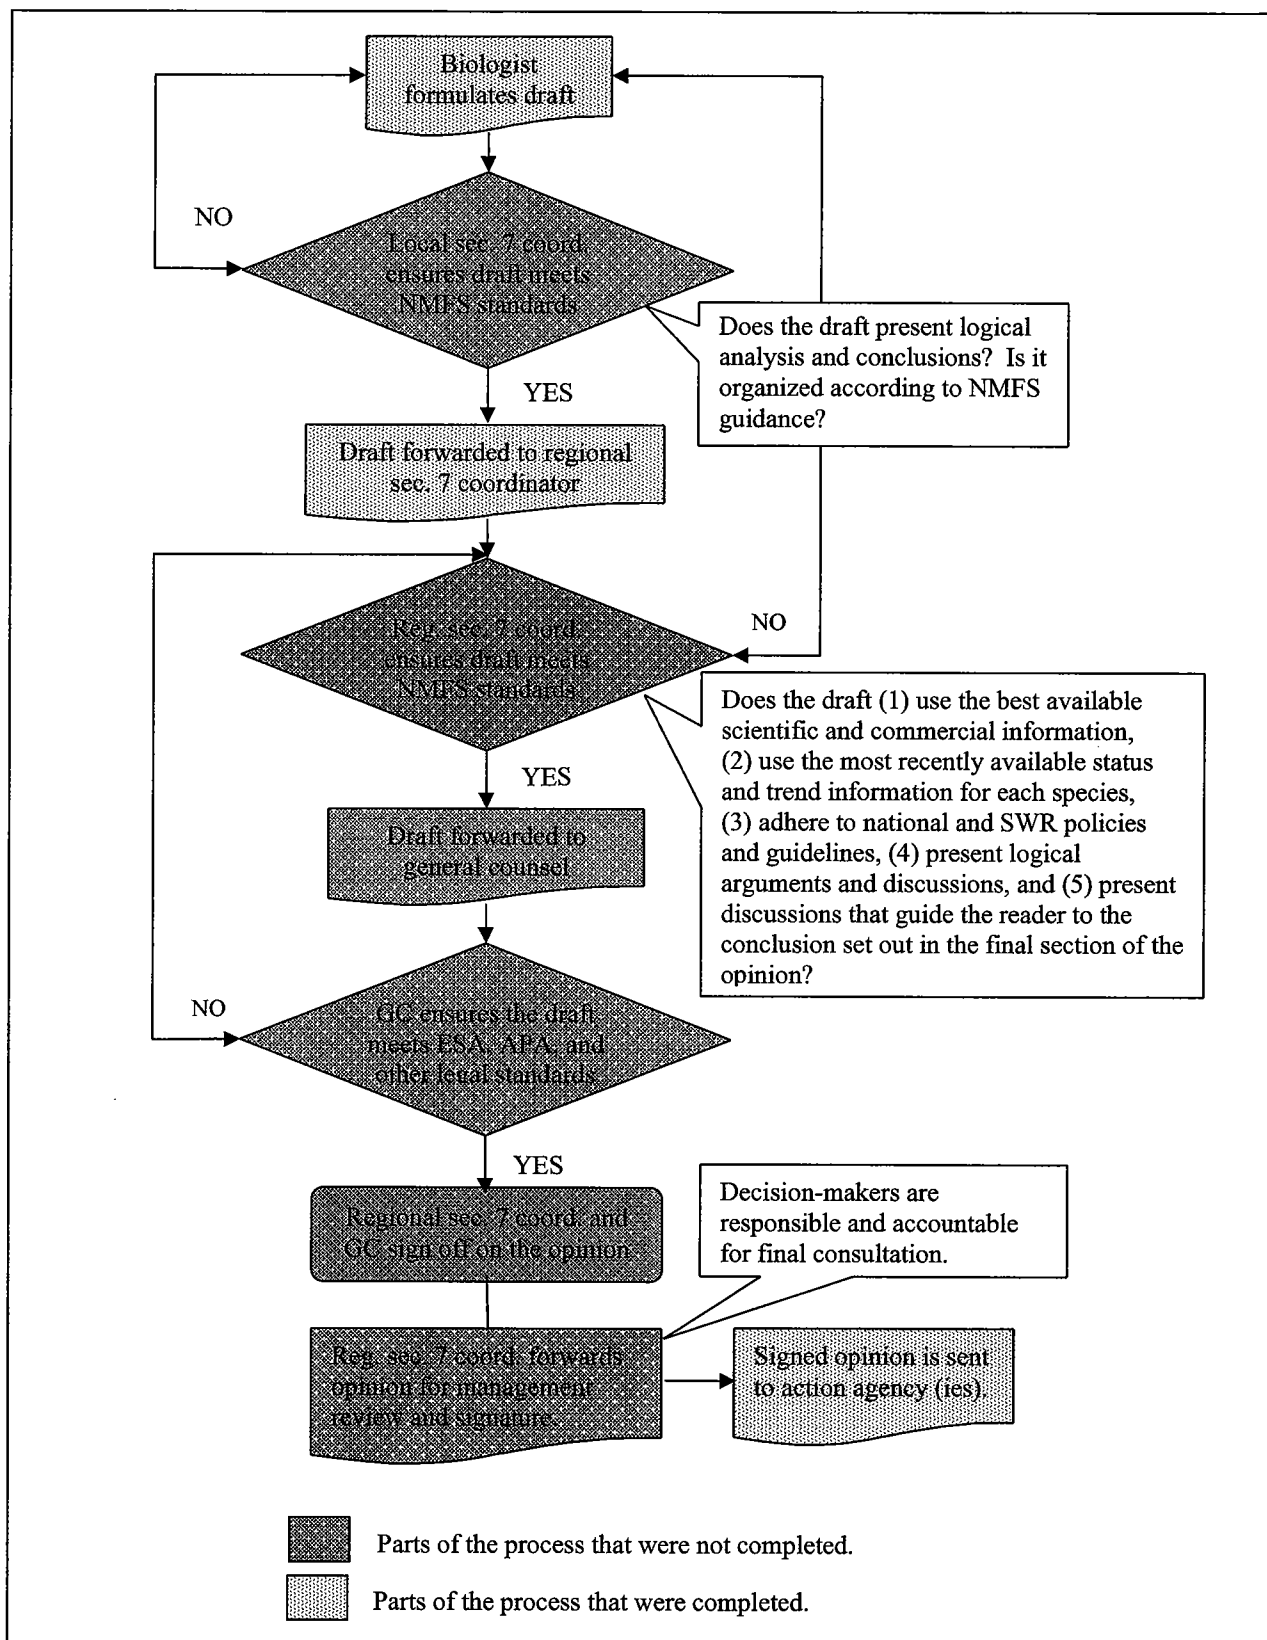 Biologist
formulates draft
NO
Local sec. 7 coord.
ensures draft meets
NMFS standards
Does the draft present logical
analysis and conclusions? Is it
organized according to NMFS
guidance?
YES
Draft forwarded to regional
sec. 7 coordinator
Reg. sec. 7 coord.
ensures draft meets
NMFS standards
NO
Does the draft (1) use the best available
scientific and commercial information,
(2) use the most recently available status
and trend information for each species,
(3) adhere to national and SWR policies
and guidelines, (4) present logical
arguments and discussions, and (5) present
discussions that guide the reader to the
conclusion set out in the final section of the
opinion?
YES
Draft forwarded to
general counsel
NO
GC ensures the draft
meets ESA, APA, and
other legal standards
YES
Regional sec. 7 coord. and
GC sign off on the opinion
Decision-makers are
responsible and accountable
for final consultation.
Reg. sec. 7 coord. forwards
opinion for management
review and signature.
Signed opinion is sent
to action agency (ies).
Parts of the process that were not completed.
Parts of the process that were completed.